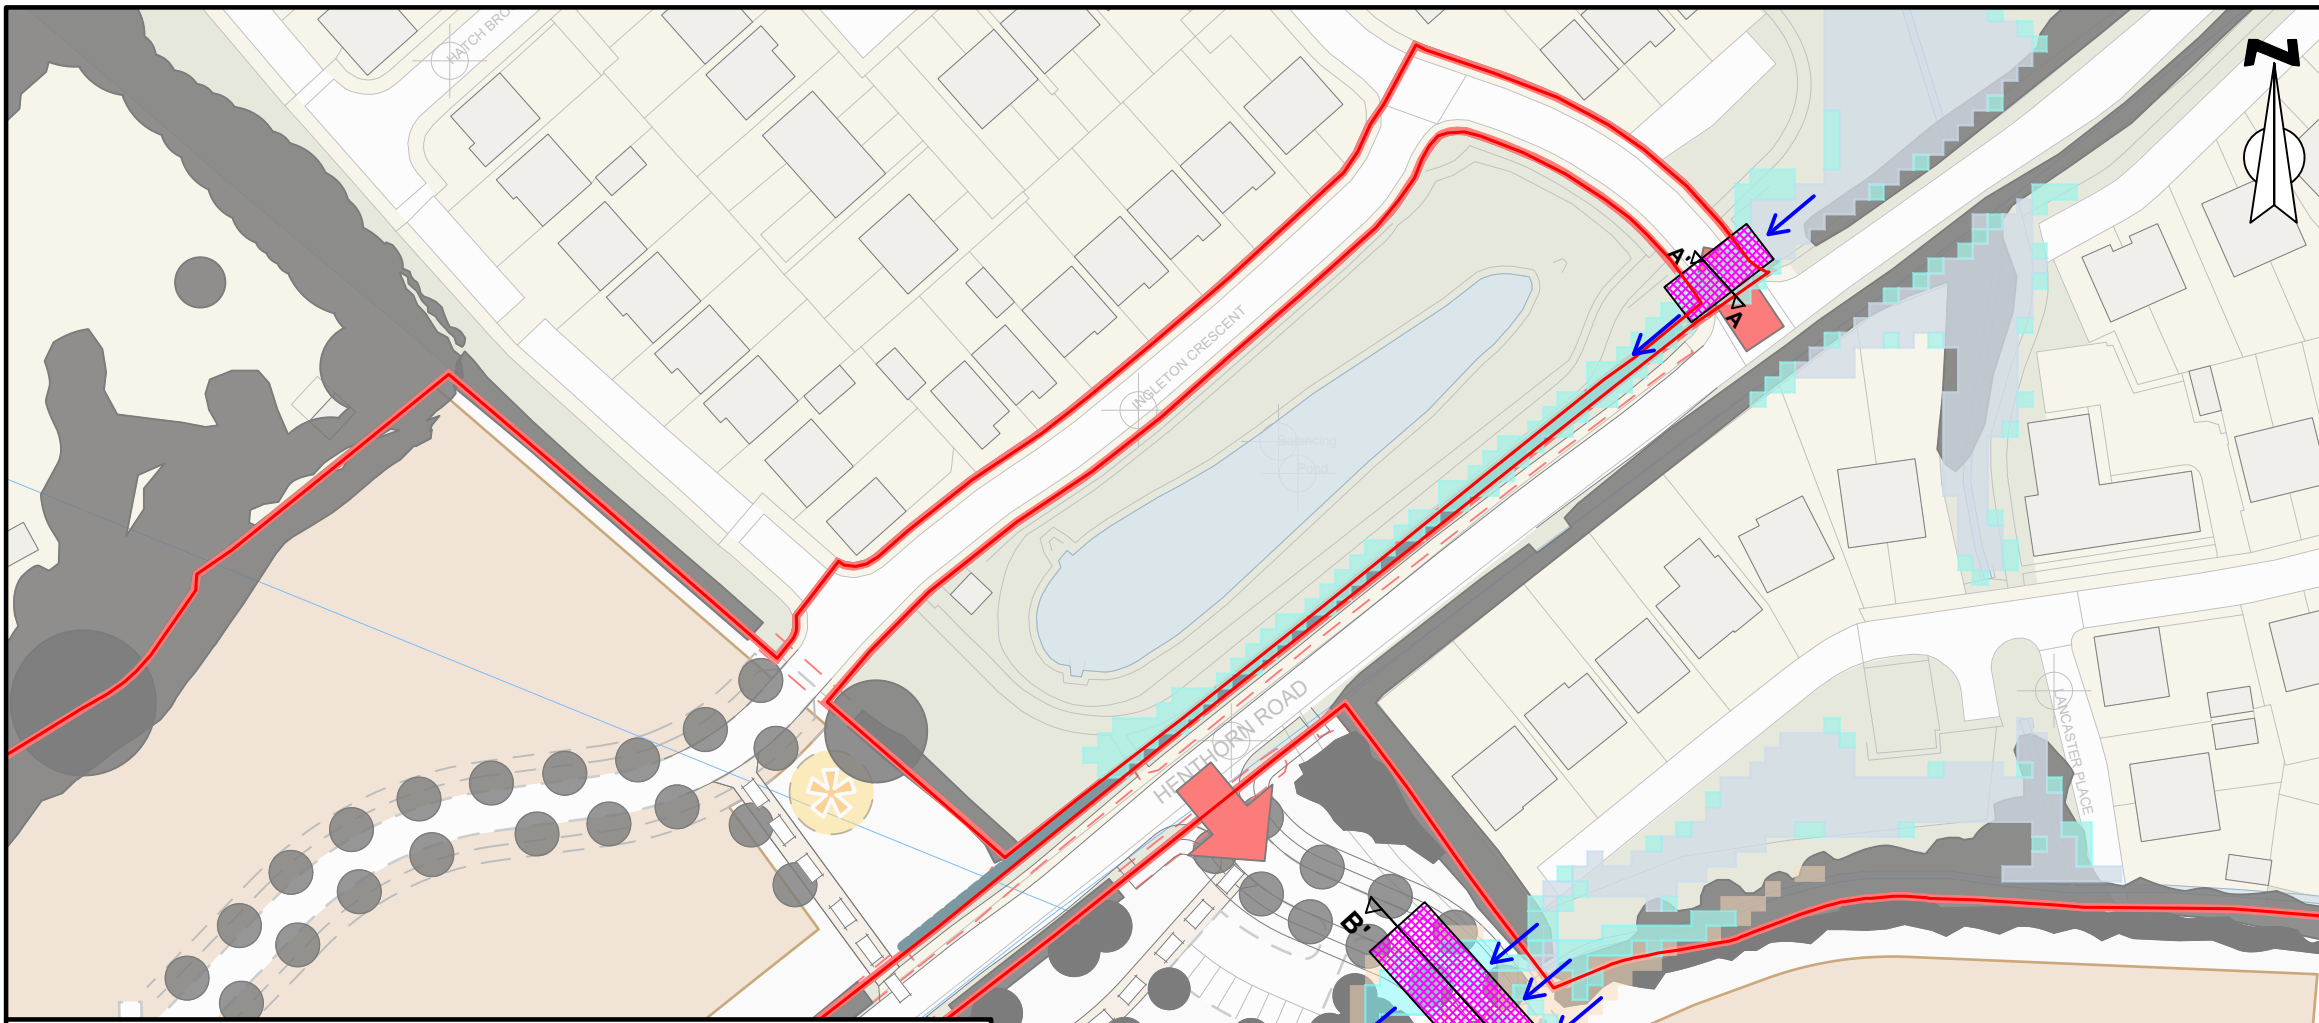 HATCH BRO
N
A'
A
INGLETON CRESCENT
Balancing
Pond
HENTHORN ROAD
LANCASTER PLACE
B'